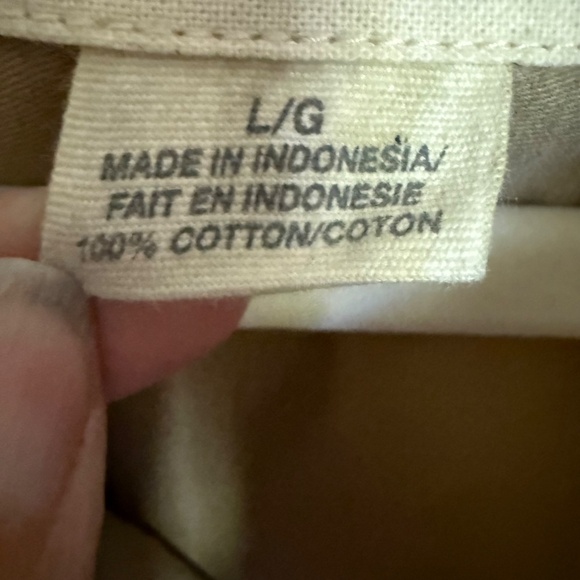 L/G
MADE IN INDONESIA/
FAIT EN INDONESIE
100% COTTON/COTON